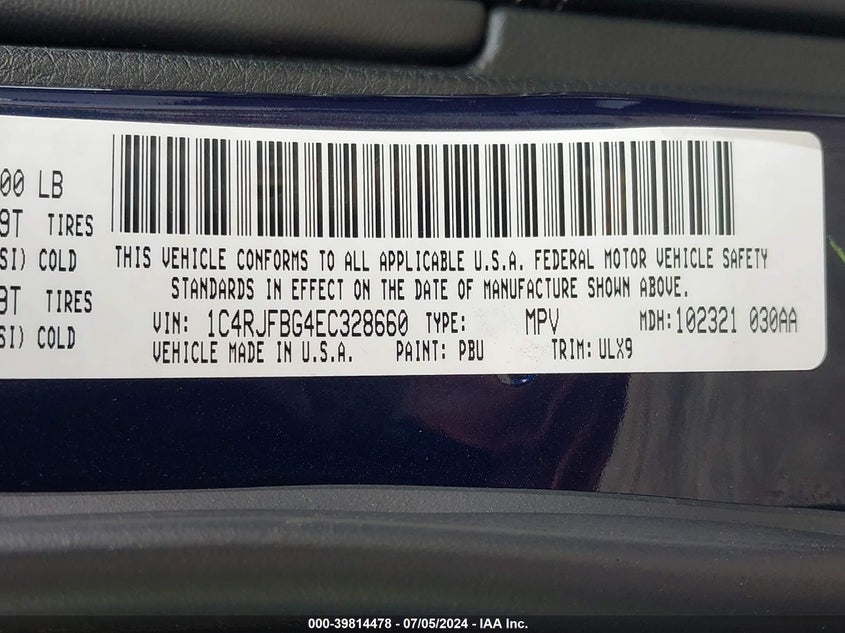 00 LB
9T TIRES
SI) COLD
9T TIRES
SI) COLD
THIS VEHICLE CONFORMS TO ALL APPLICABLE U.S.A. FEDERAL MOTOR VEHICLE SAFETY
STANDARDS IN EFFECT ON THE DATE OF MANUFACTURE SHOWN ABOVE.
VIN: 1C4RJFBG4EC328660 TYPE: MPV MDH:102321 030AA
VEHICLE MADE IN U.S.A. PAINT: PBU TRIM: ULX9
000-39814478 - 07/05/2024 - IAA Inc.